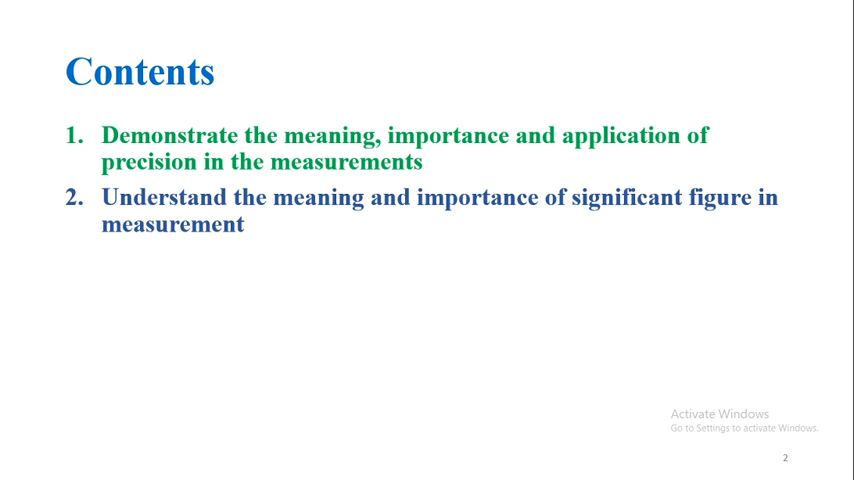 Contents
1. Demonstrate the meaning, importance and application of
precision in the measurements
2. Understand the meaning and importance of significant figure in
measurement
Activate Windows
Go to Settings to activate Windows.
2